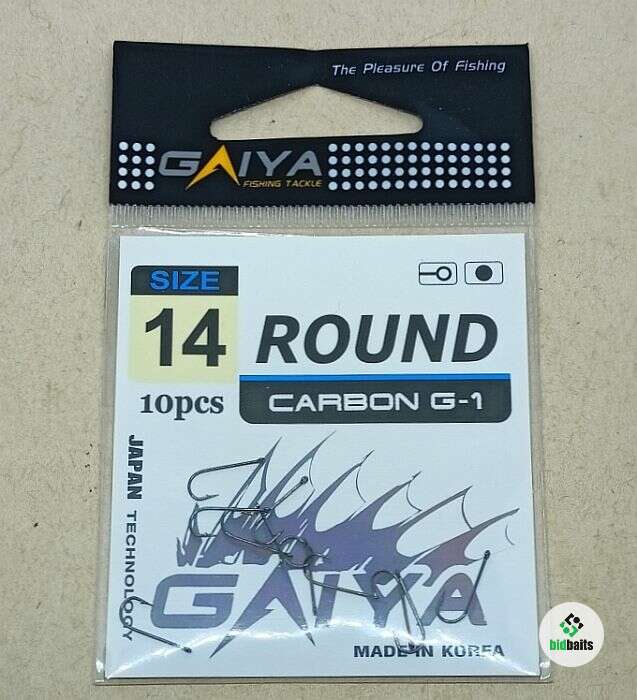 The Pleasure Of Fishing
GAIYA
FISHING TACKLE
SIZE
14
10pcs
ROUND
CARBON G-1
JAPAN TECHNOLOGY
GAIYA
MADE IN KOREA
bidbaits